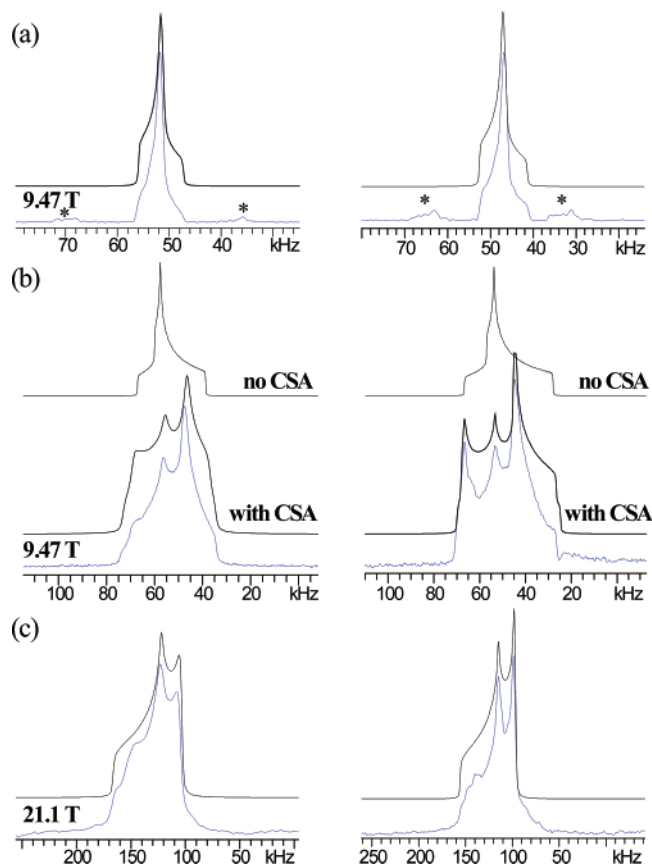 (a)
9.47 T
* *
70 60 50 40 kHz
* *
70 60 50 40 30 kHz
(b)
no CSA
with CSA
9.47 T
100 80 60 40 kHz
no CSA
with CSA
100 80 60 40 20 kHz
(c)
21.1 T
200 150 100 50 kHz
260 200 150 100 50 kHz